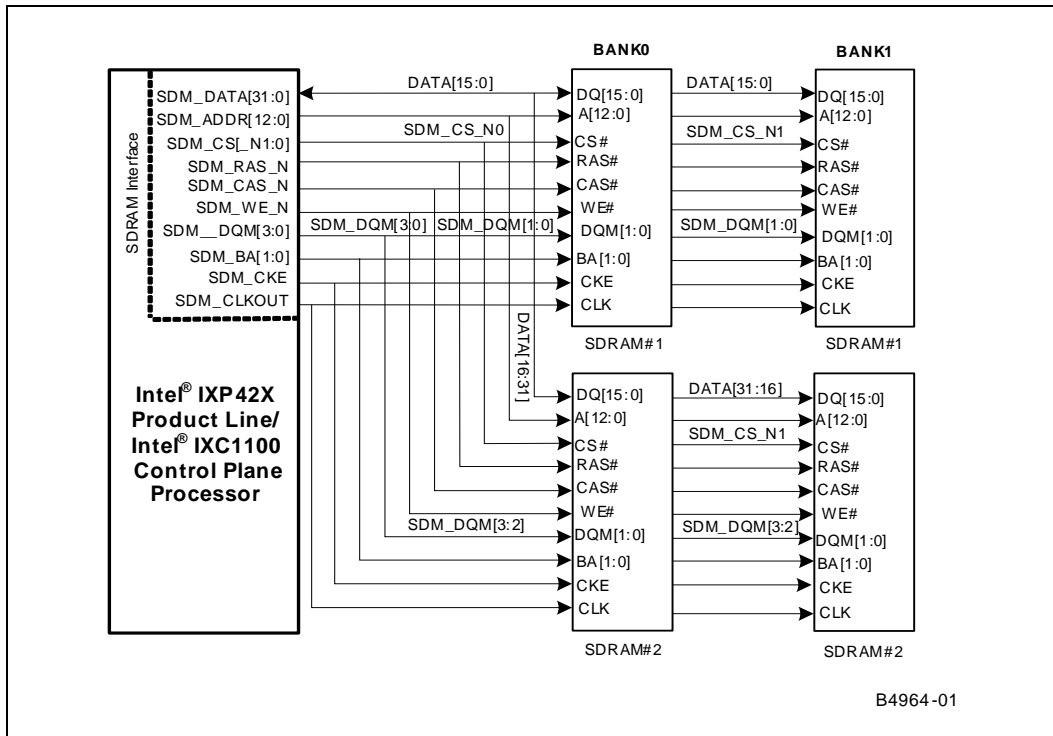 BANK0
BANK1
SDRAM Interface
SDM_DATA[31:0]
SDM_ADDR[12:0]
SDM_CS[_N1:0]
SDM_RAS_N
SDM_CAS_N
SDM_WE_N
SDM__DQM[3:0]
SDM_BA[1:0]
SDM_CKE
SDM_CLKOUT
Intel® IXP42X
Product Line/
Intel® IXC1100
Control Plane
Processor
DATA[15:0]
SDM_CS_N0
SDM_DQM[3:0]
SDM_DQM[1:0]
DATA[16:31]
DQ[15:0]
A[12:0]
CS#
RAS#
CAS#
WE#
DQM[1:0]
BA[1:0]
CKE
CLK
SDRAM#1
DATA[15:0]
SDM_CS_N1
SDM_DQM[1:0]
DQ[15:0]
A[12:0]
CS#
RAS#
CAS#
WE#
DQM[1:0]
BA[1:0]
CKE
CLK
SDRAM#1
SDM_DQM[3:2]
DQ[15:0]
A[12:0]
CS#
RAS#
CAS#
WE#
DQM[1:0]
BA[1:0]
CKE
CLK
SDRAM#2
DATA[31:16]
SDM_CS_N1
SDM_DQM[3:2]
DQ[15:0]
A[12:0]
CS#
RAS#
CAS#
WE#
DQM[1:0]
BA[1:0]
CKE
CLK
SDRAM#2
B4964-01